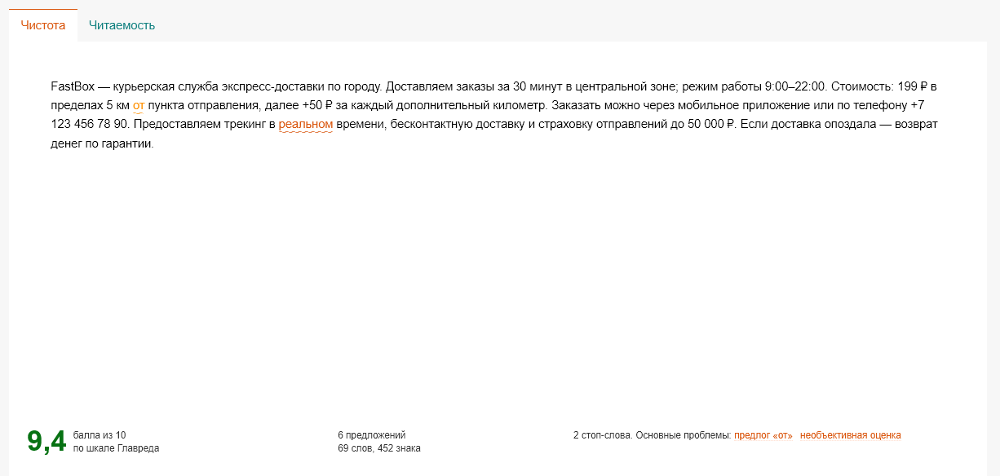 Чистота Читаемость
FastBox — курьерская служба экспресс-доставки по городу. Доставляем заказы за 30 минут в центральной зоне; режим работы 9:00–22:00. Стоимость: 199 ₽ в
пределах 5 км от пункта отправления, далее +50 ₽ за каждый дополнительный километр. Заказать можно через мобильное приложение или по телефону +7
123 456 78 90. Предоставляем трекинг в реальном времени, бесконтактную доставку и страховку отправлений до 50 000 ₽. Если доставка опоздала — возврат
денег по гарантии.
9,4 балла из 10
по шкале Главреда
6 предложений
69 слов, 452 знака
2 стоп-слова. Основные проблемы: предлог «от» необъективная оценка